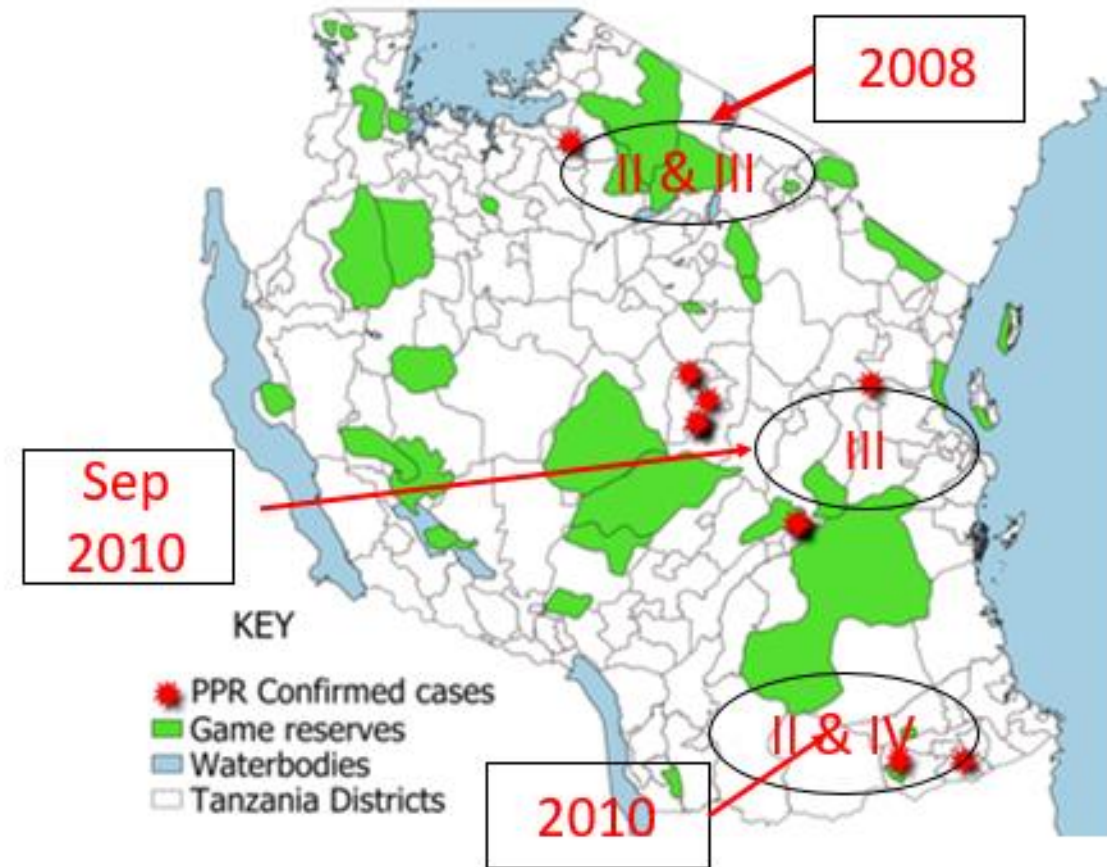 2008
II & III
III
Sep
2010
KEY
PPR Confirmed cases
Game reserves
Waterbodies
Tanzania Districts
II & IV
2010